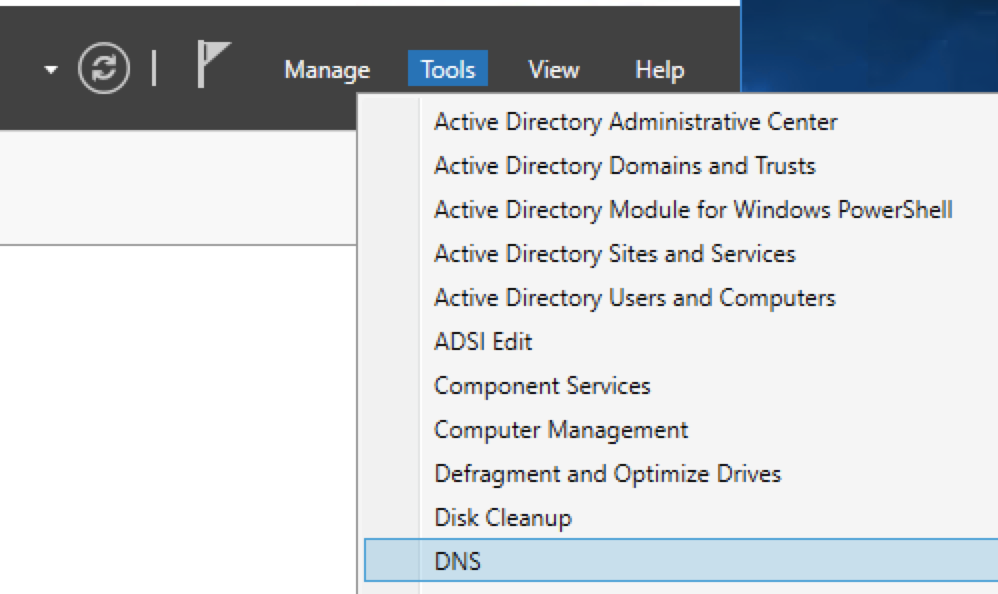 Manage Tools View Help
Active Directory Administrative Center
Active Directory Domains and Trusts
Active Directory Module for Windows PowerShell
Active Directory Sites and Services
Active Directory Users and Computers
ADSI Edit
Component Services
Computer Management
Defragment and Optimize Drives
Disk Cleanup
DNS